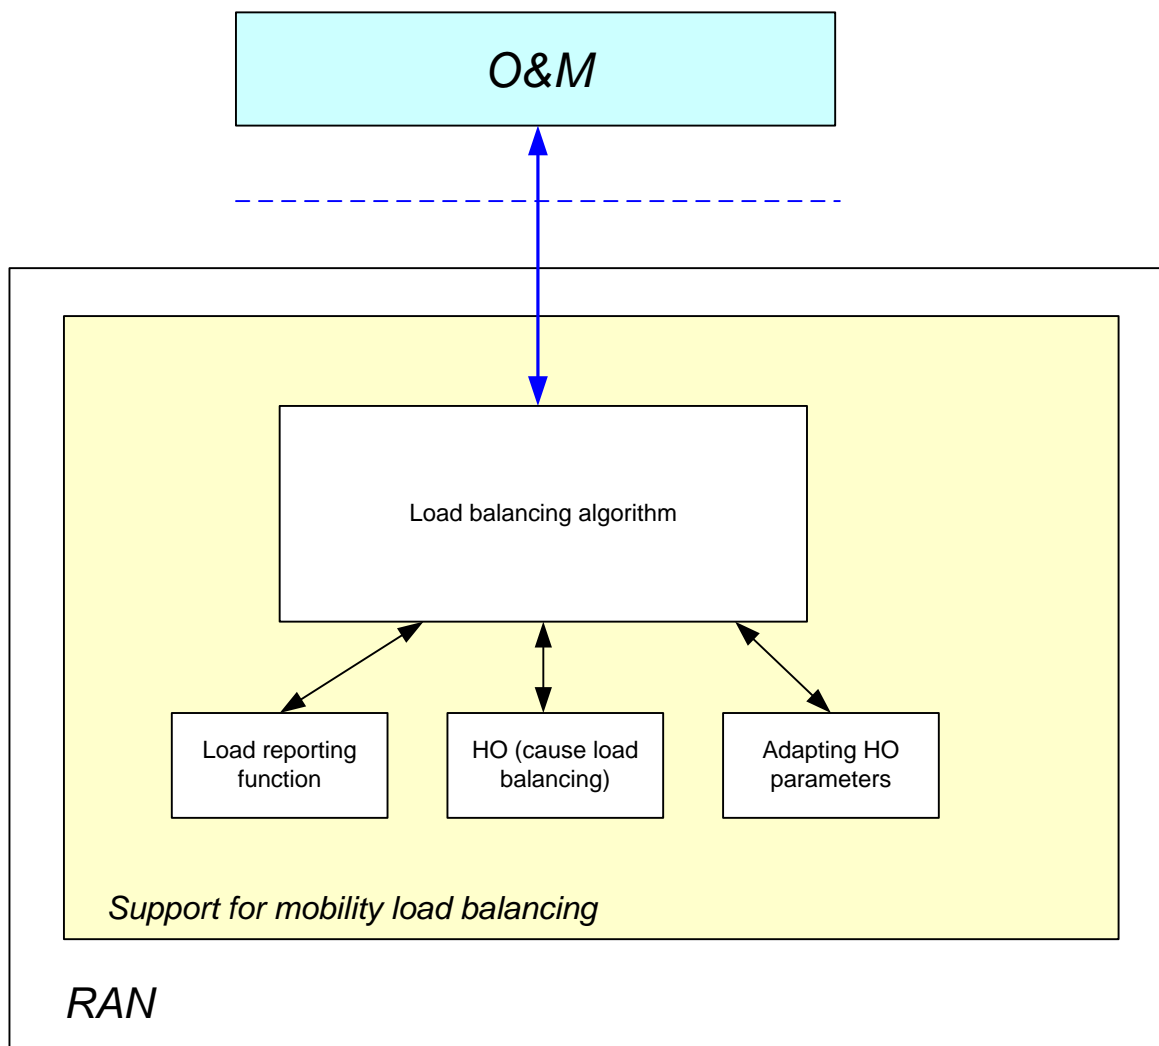 O&M
Load balancing algorithm
Load reporting
function
HO (cause load
balancing)
Adapting HO
parameters
Support for mobility load balancing
RAN